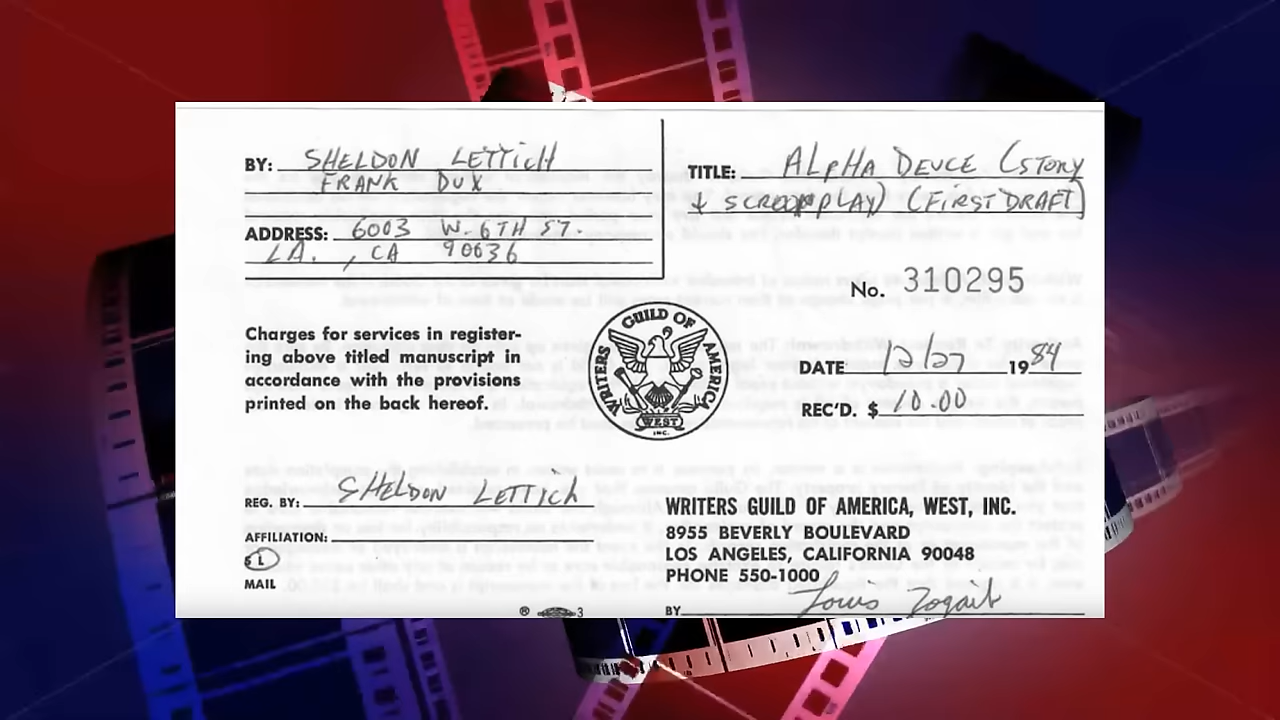 BY: SHELDON LETTICH
FRANK DUX
ADDRESS: 6003 W. 6TH ST.
LA., CA 90036
TITLE: ALPHA DEUCE (STORY
& SCREENPLAY) (FIRST DRAFT)
No. 310295
Charges for services in register-
ing above titled manuscript in
accordance with the provisions
printed on the back hereof.
WRITERS GUILD OF AMERICA
WEST
INC.
DATE 12/27 1984
REC'D. $ 10.00
REG. BY: SHELDON LETTICH
AFFILIATION:
SL
MAIL
® 3
WRITERS GUILD OF AMERICA, WEST, INC.
8955 BEVERLY BOULEVARD
LOS ANGELES, CALIFORNIA 90048
PHONE 550-1000
BY Louis